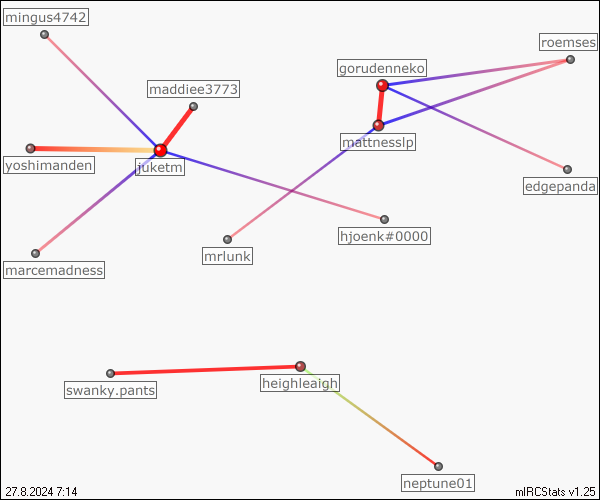 mingus4742
roemses
gorudenneko
maddiee3773
mattnesslp
yoshimanden
juketm
edgepanda
hjoenk#0000
mrlunk
marcemadness
heighleaigh
swanky.pants
neptune01
27.8.2024 7:14
mIRCStats v1.25